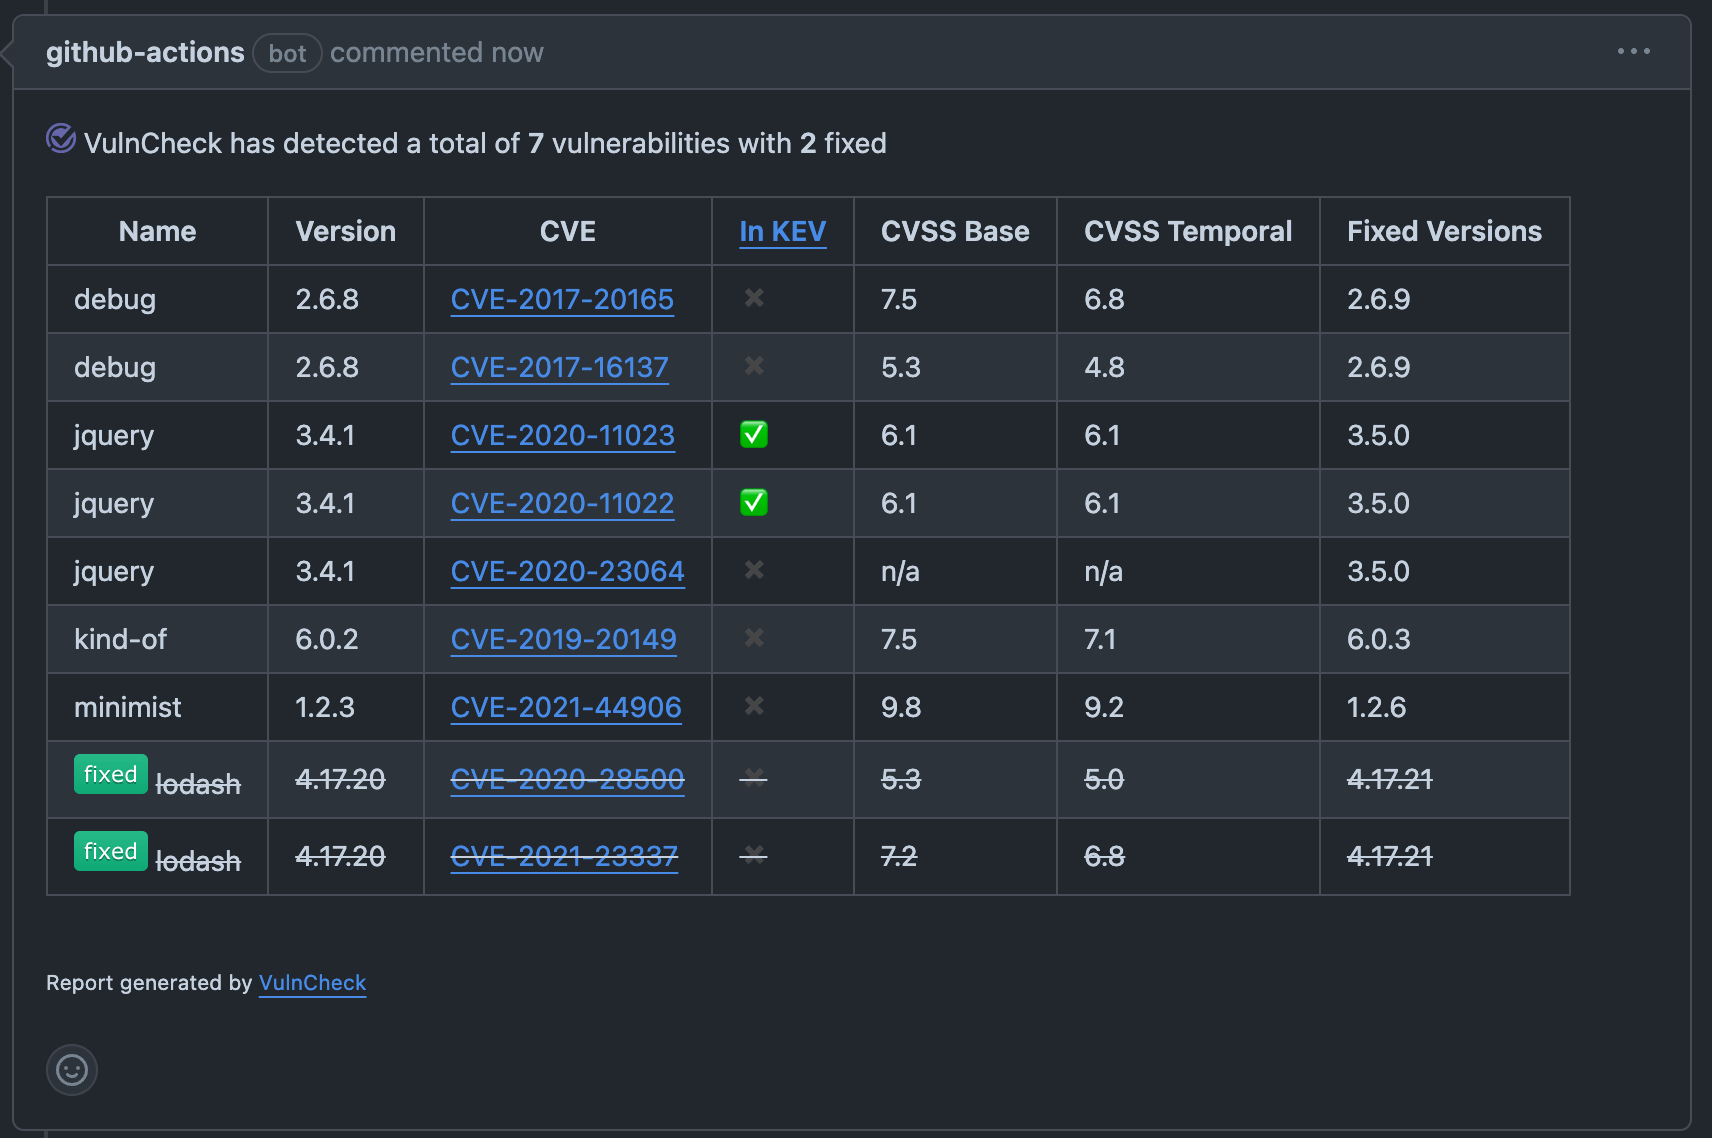 github-actions bot commented now
VulnCheck has detected a total of 7 vulnerabilities with 2 fixed
Name Version CVE In KEV CVSS Base CVSS Temporal Fixed Versions
debug 2.6.8 CVE-2017-20165 ✖ 7.5 6.8 2.6.9
debug 2.6.8 CVE-2017-16137 ✖ 5.3 4.8 2.6.9
jquery 3.4.1 CVE-2020-11023 ✅ 6.1 6.1 3.5.0
jquery 3.4.1 CVE-2020-11022 ✅ 6.1 6.1 3.5.0
jquery 3.4.1 CVE-2020-23064 ✖ n/a n/a 3.5.0
kind-of 6.0.2 CVE-2019-20149 ✖ 7.5 7.1 6.0.3
minimist 1.2.3 CVE-2021-44906 ✖ 9.8 9.2 1.2.6
fixed lodash 4.17.20 CVE-2020-28500 ✖ 5.3 5.0 4.17.21
fixed lodash 4.17.20 CVE-2021-23337 ✖ 7.2 6.8 4.17.21
Report generated by VulnCheck